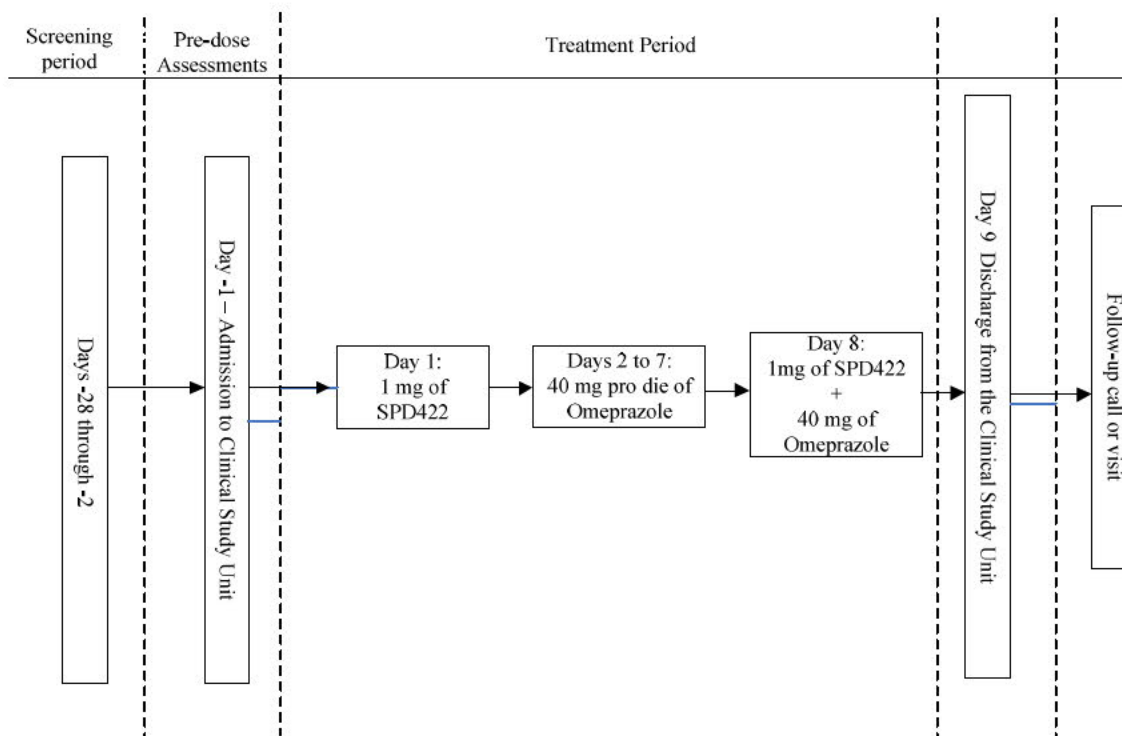 Screening
period
Pre-dose
Assessments
Treatment Period
Days -28 through -2
Day -1 – Admission to Clinical Study Unit
Day 1:
1 mg of
SPD422
Days 2 to 7:
40 mg pro die of
Omeprazole
Day 8:
1mg of SPD422
+
40 mg of
Omeprazole
Day 9 Discharge from the Clinical Study Unit
Follow-up call or visit